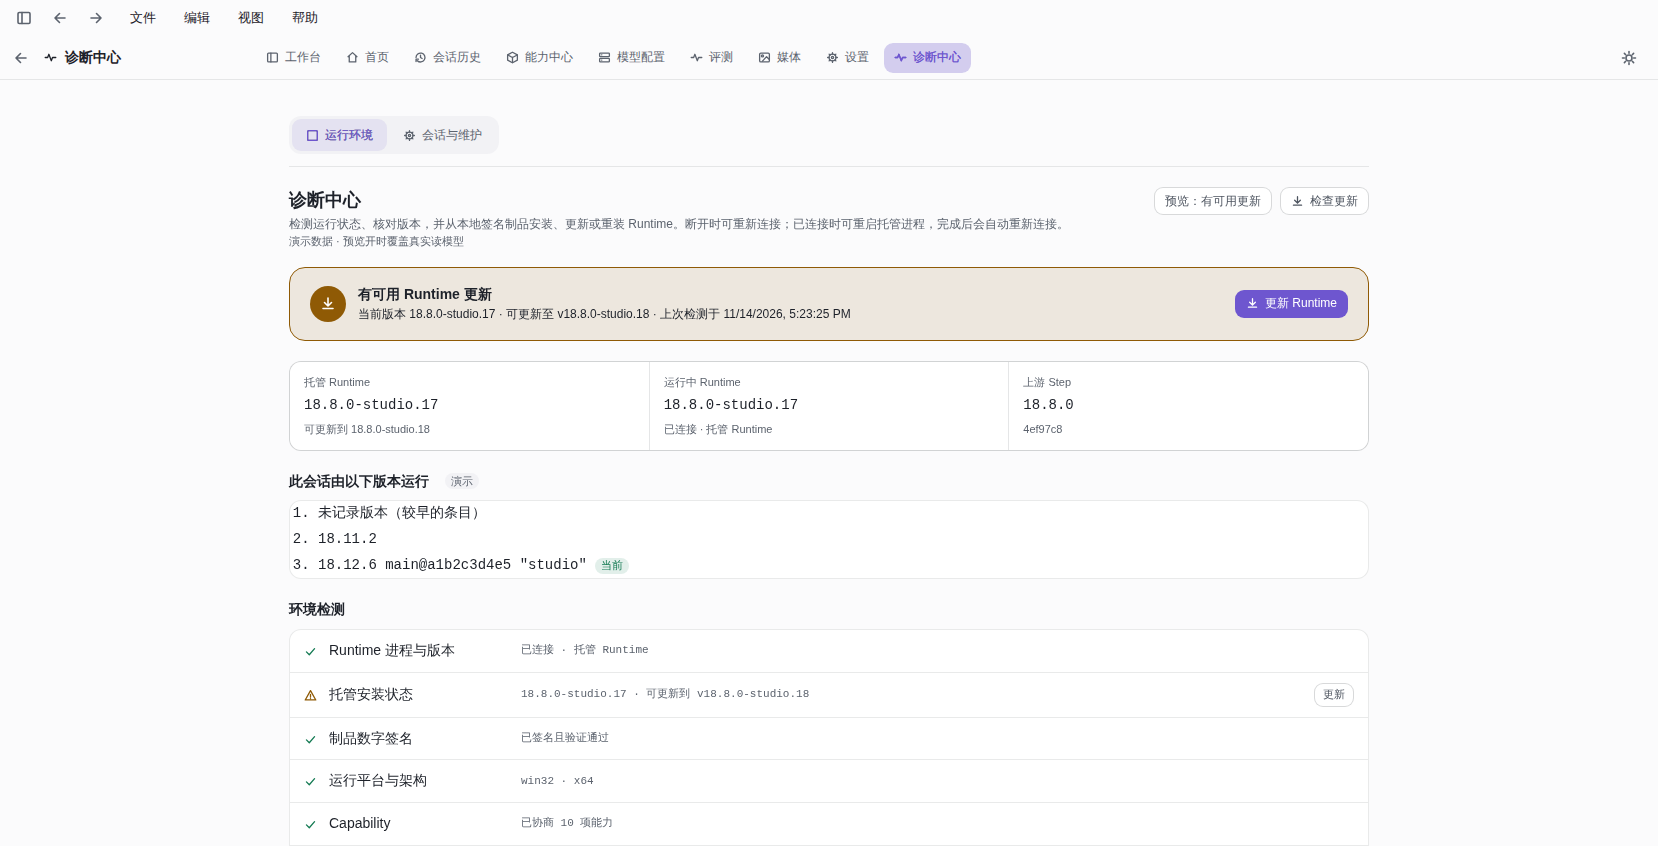 文件 编辑 视图 帮助
诊断中心 工作台 首页 会话历史 能力中心 模型配置 评测 媒体 设置 诊断中心
运行环境 会话与维护
诊断中心
预览：有可用更新 检查更新
检测运行状态、核对版本，并从本地签名制品安装、更新或重装 Runtime。断开时可重新连接；已连接时可重启托管进程，完成后会自动重新连接。
演示数据 · 预览开时覆盖真实读模型
有可用 Runtime 更新
当前版本 18.8.0-studio.17 · 可更新至 v18.8.0-studio.18 · 上次检测于 11/14/2026, 5:23:25 PM
更新 Runtime
托管 Runtime
18.8.0-studio.17
可更新到 18.8.0-studio.18
运行中 Runtime
18.8.0-studio.17
已连接 · 托管 Runtime
上游 Step
18.8.0
4ef97c8
此会话由以下版本运行 演示
1. 未记录版本（较早的条目）
2. 18.11.2
3. 18.12.6 main@a1b2c3d4e5 "studio" 当前
环境检测
Runtime 进程与版本 已连接 · 托管 Runtime
托管安装状态 18.8.0-studio.17 · 可更新到 v18.8.0-studio.18 更新
制品数字签名 已签名且验证通过
运行平台与架构 win32 · x64
Capability 已协商 10 项能力